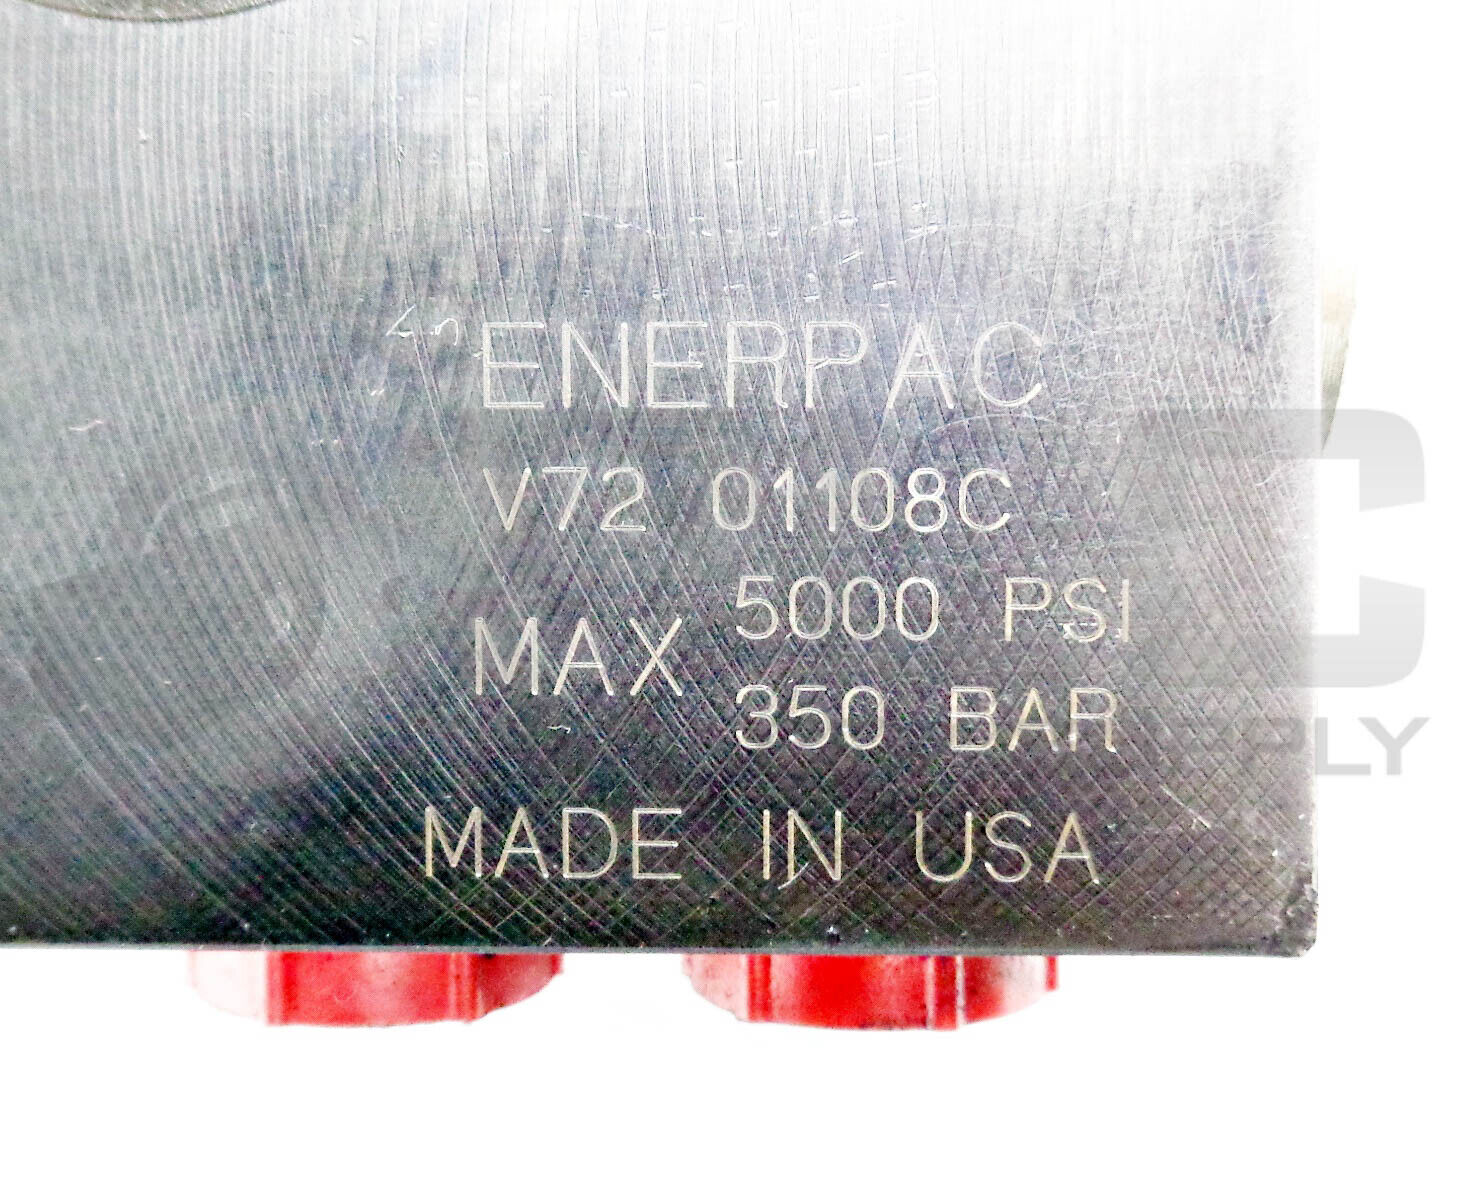 ENERPAC
V72 01108C
MAX 5000 PSI
350 BAR
MADE IN USA